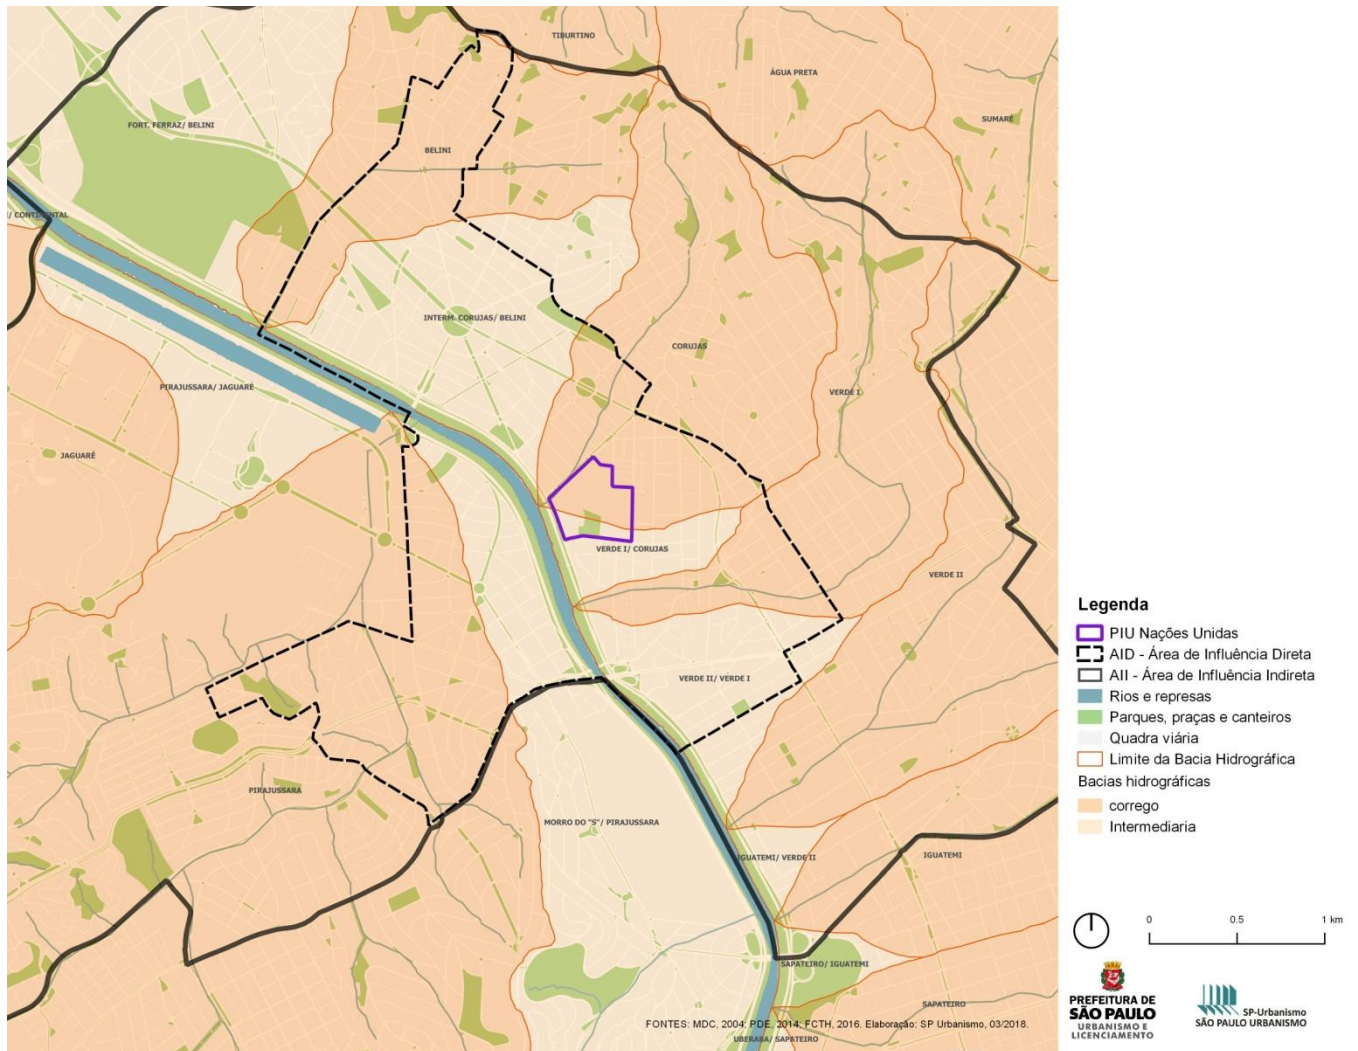 TIBURTINO
ÁGUA PRETA
SUMARÉ
FORT. FERRAZ/ BELINI
BELINI
/ CONTINENTAL
INTERM. CORUJAS/ BELINI
CORUJAS
PIRAJUSSARA/ JAGUARÉ
VERDE I
JAGUARÉ
VERDE I/ CORUJAS
VERDE II
VERDE II/ VERDE I
PIRAJUSSARA
MORRO DO "S"/ PIRAJUSSARA
IGUATEMI/ VERDE II
IGUATEMI
SAPATEIRO/ IGUATEMI
SAPATEIRO
FONTES: MDC, 2004; PDE, 2014; FCTH, 2016. Elaboração: SP Urbanismo, 03/2018.
UBERABA/ SAPATEIRO
Legenda
PIU Nações Unidas
AID - Área de Influência Direta
AII - Área de Influência Indireta
Rios e represas
Parques, praças e canteiros
Quadra viária
Limite da Bacia Hidrográfica
Bacias hidrográficas
corrego
Intermediaria
0 0.5 1 km
PREFEITURA DE
SÃO PAULO
URBANISMO E
LICENCIAMENTO
SP-Urbanismo
SÃO PAULO URBANISMO